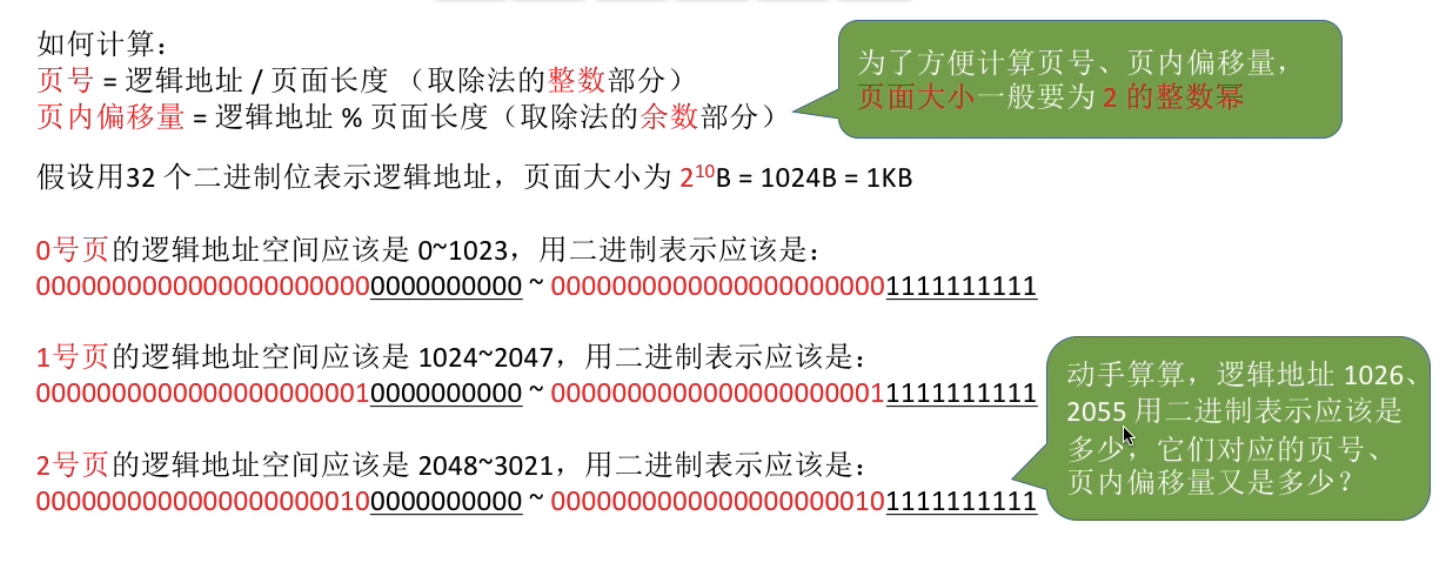 如何计算：
页号 = 逻辑地址 / 页面长度 （取除法的整数部分）
页内偏移量 = 逻辑地址 % 页面长度（取除法的余数部分）
为了方便计算页号、页内偏移量，
页面大小一般要为 2 的整数幂
假设用32 个二进制位表示逻辑地址，页面大小为 2¹⁰B = 1024B = 1KB
0号页的逻辑地址空间应该是 0~1023，用二进制表示应该是：
00000000000000000000000000000000 ~ 00000000000000000000001111111111
1号页的逻辑地址空间应该是 1024~2047，用二进制表示应该是：
00000000000000000000010000000000 ~ 00000000000000000000011111111111
2号页的逻辑地址空间应该是 2048~3021，用二进制表示应该是：
00000000000000000000100000000000 ~ 00000000000000000000101111111111
动手算算，逻辑地址 1026、
2055 用二进制表示应该是
多少，它们对应的页号、
页内偏移量又是多少？